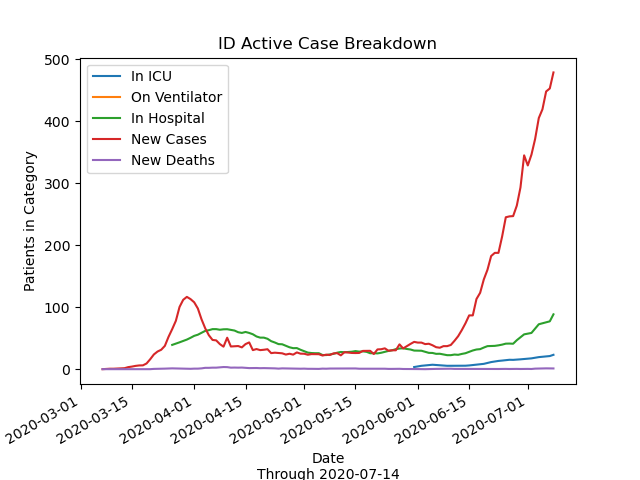 ID Active Case Breakdown
In ICU
On Ventilator
In Hospital
New Cases
New Deaths
Patients in Category
500
400
300
200
100
0
2020-03-01
2020-03-15
2020-04-01
2020-04-15
2020-05-01
2020-05-15
2020-06-01
2020-06-15
2020-07-01
Date
Through 2020-07-14